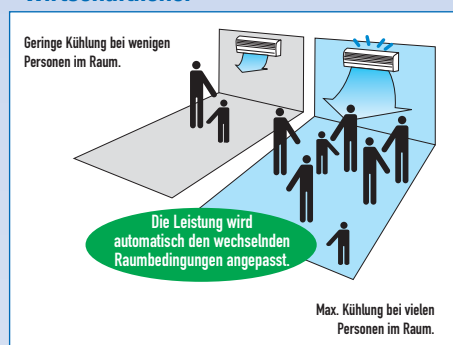 Geringe Kühlung bei wenigen
Personen im Raum.
Die Leistung wird
automatisch den wechselnden
Raumbedingungen angepasst.
Max. Kühlung bei vielen
Personen im Raum.